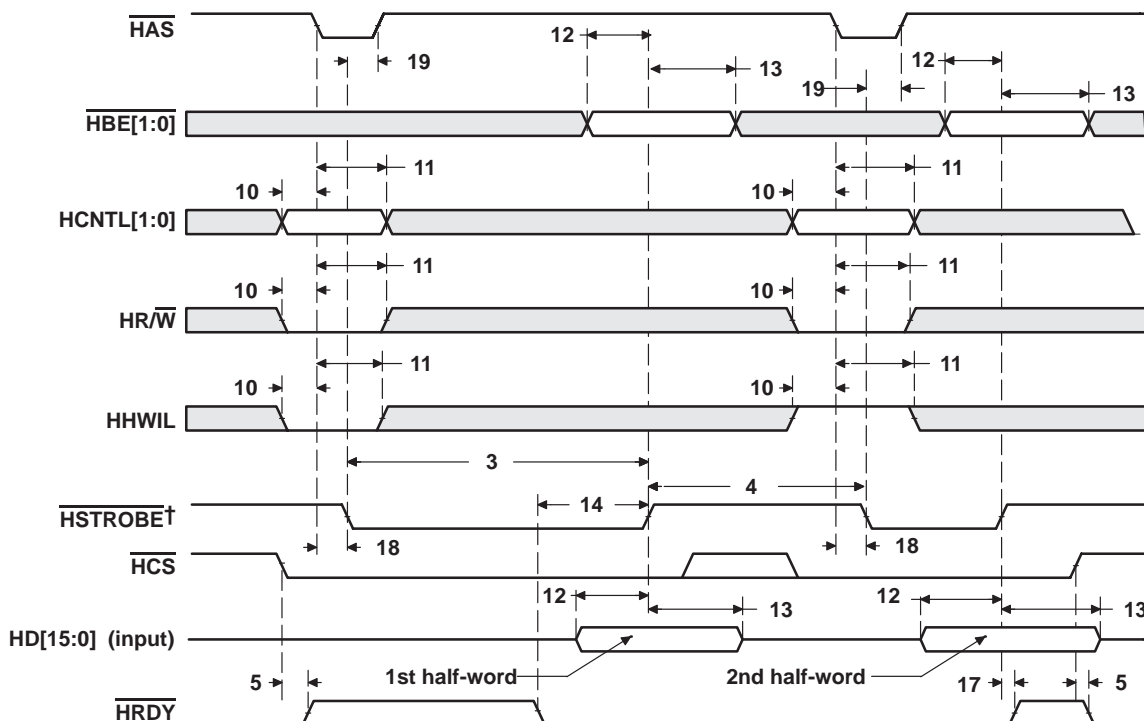 HAS
12
12
19
13
19
13
HBE[1:0]
11
11
10
10
HCNTL[1:0]
11
11
10
10
HR/W
11
11
10
10
HHWIL
3
4
14
HSTROBE†
18
18
HCS
12
13
12
13
HD[15:0] (input)
1st half-word
2nd half-word
5
17
5
HRDY